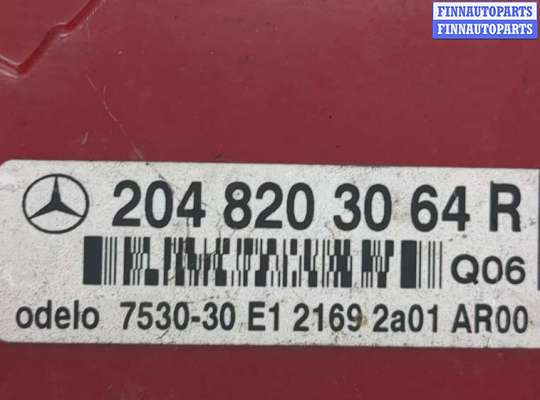 FINNAUTOPARTS
FINNAUTOPARTS
204 820 30 64 R
Q06
odelo 7530-30 E1 2169 2a01 AR00